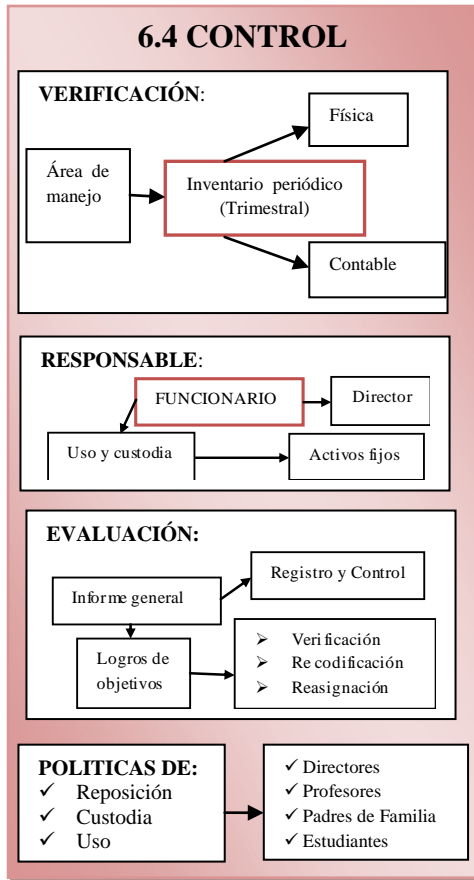 6.4 CONTROL
VERIFICACIÓN:
Física
Área de
manejo
Inventario periódico
(Trimestral)
Contable
RESPONSABLE:
FUNCIONARIO
Director
Uso y custodia
Activos fijos
EVALUACIÓN:
Registro y Control
Informe general
Logros de
objetivos
➢ Verificación
➢ Re codificación
➢ Reasignación
POLITICAS DE:
✓ Reposición
✓ Custodia
✓ Uso
✓ Directores
✓ Profesores
✓ Padres de Familia
✓ Estudiantes